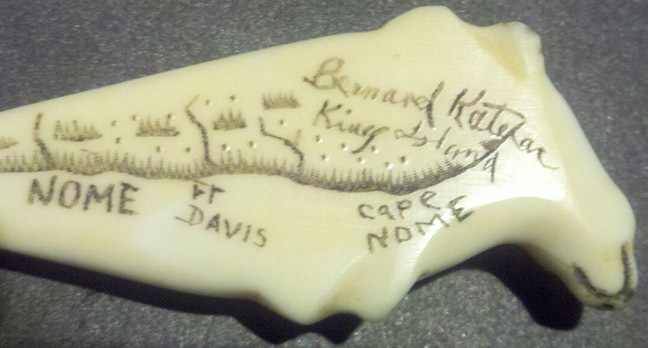 Bernard Katexac
King Island
NOME
FT
DAVIS
cape
NOME